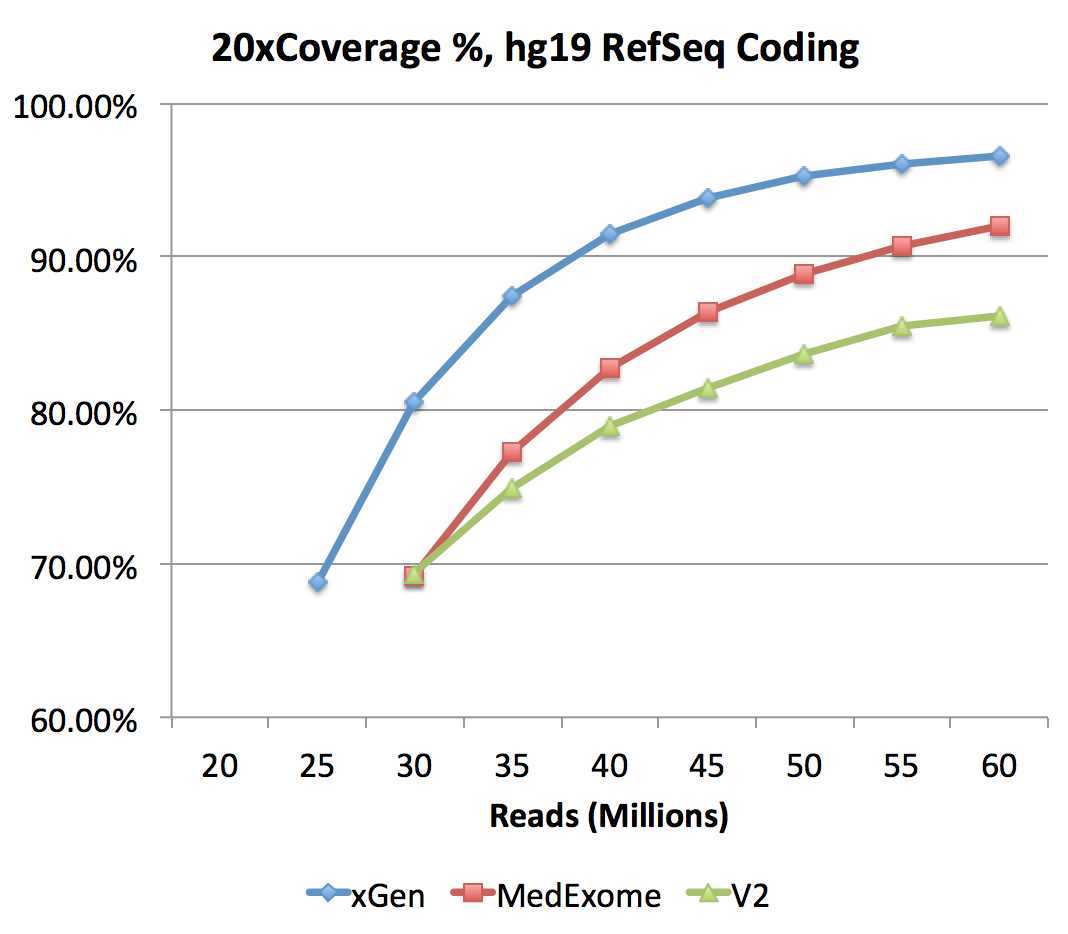 20xCoverage %, hg19 RefSeq Coding
100.00%
90.00%
80.00%
70.00%
60.00%
20 25 30 35 40 45 50 55 60
Reads (Millions)
xGen MedExome V2